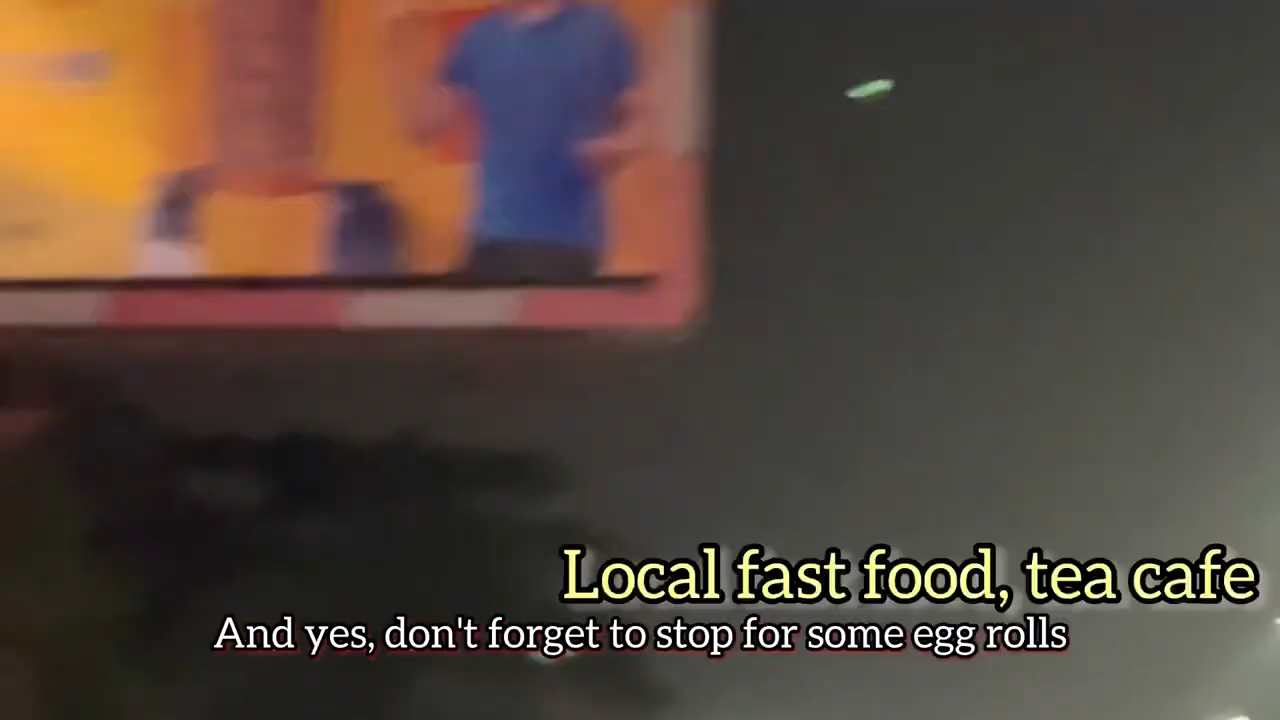 Local fast food, tea cafe
And yes, don't forget to stop for some egg rolls